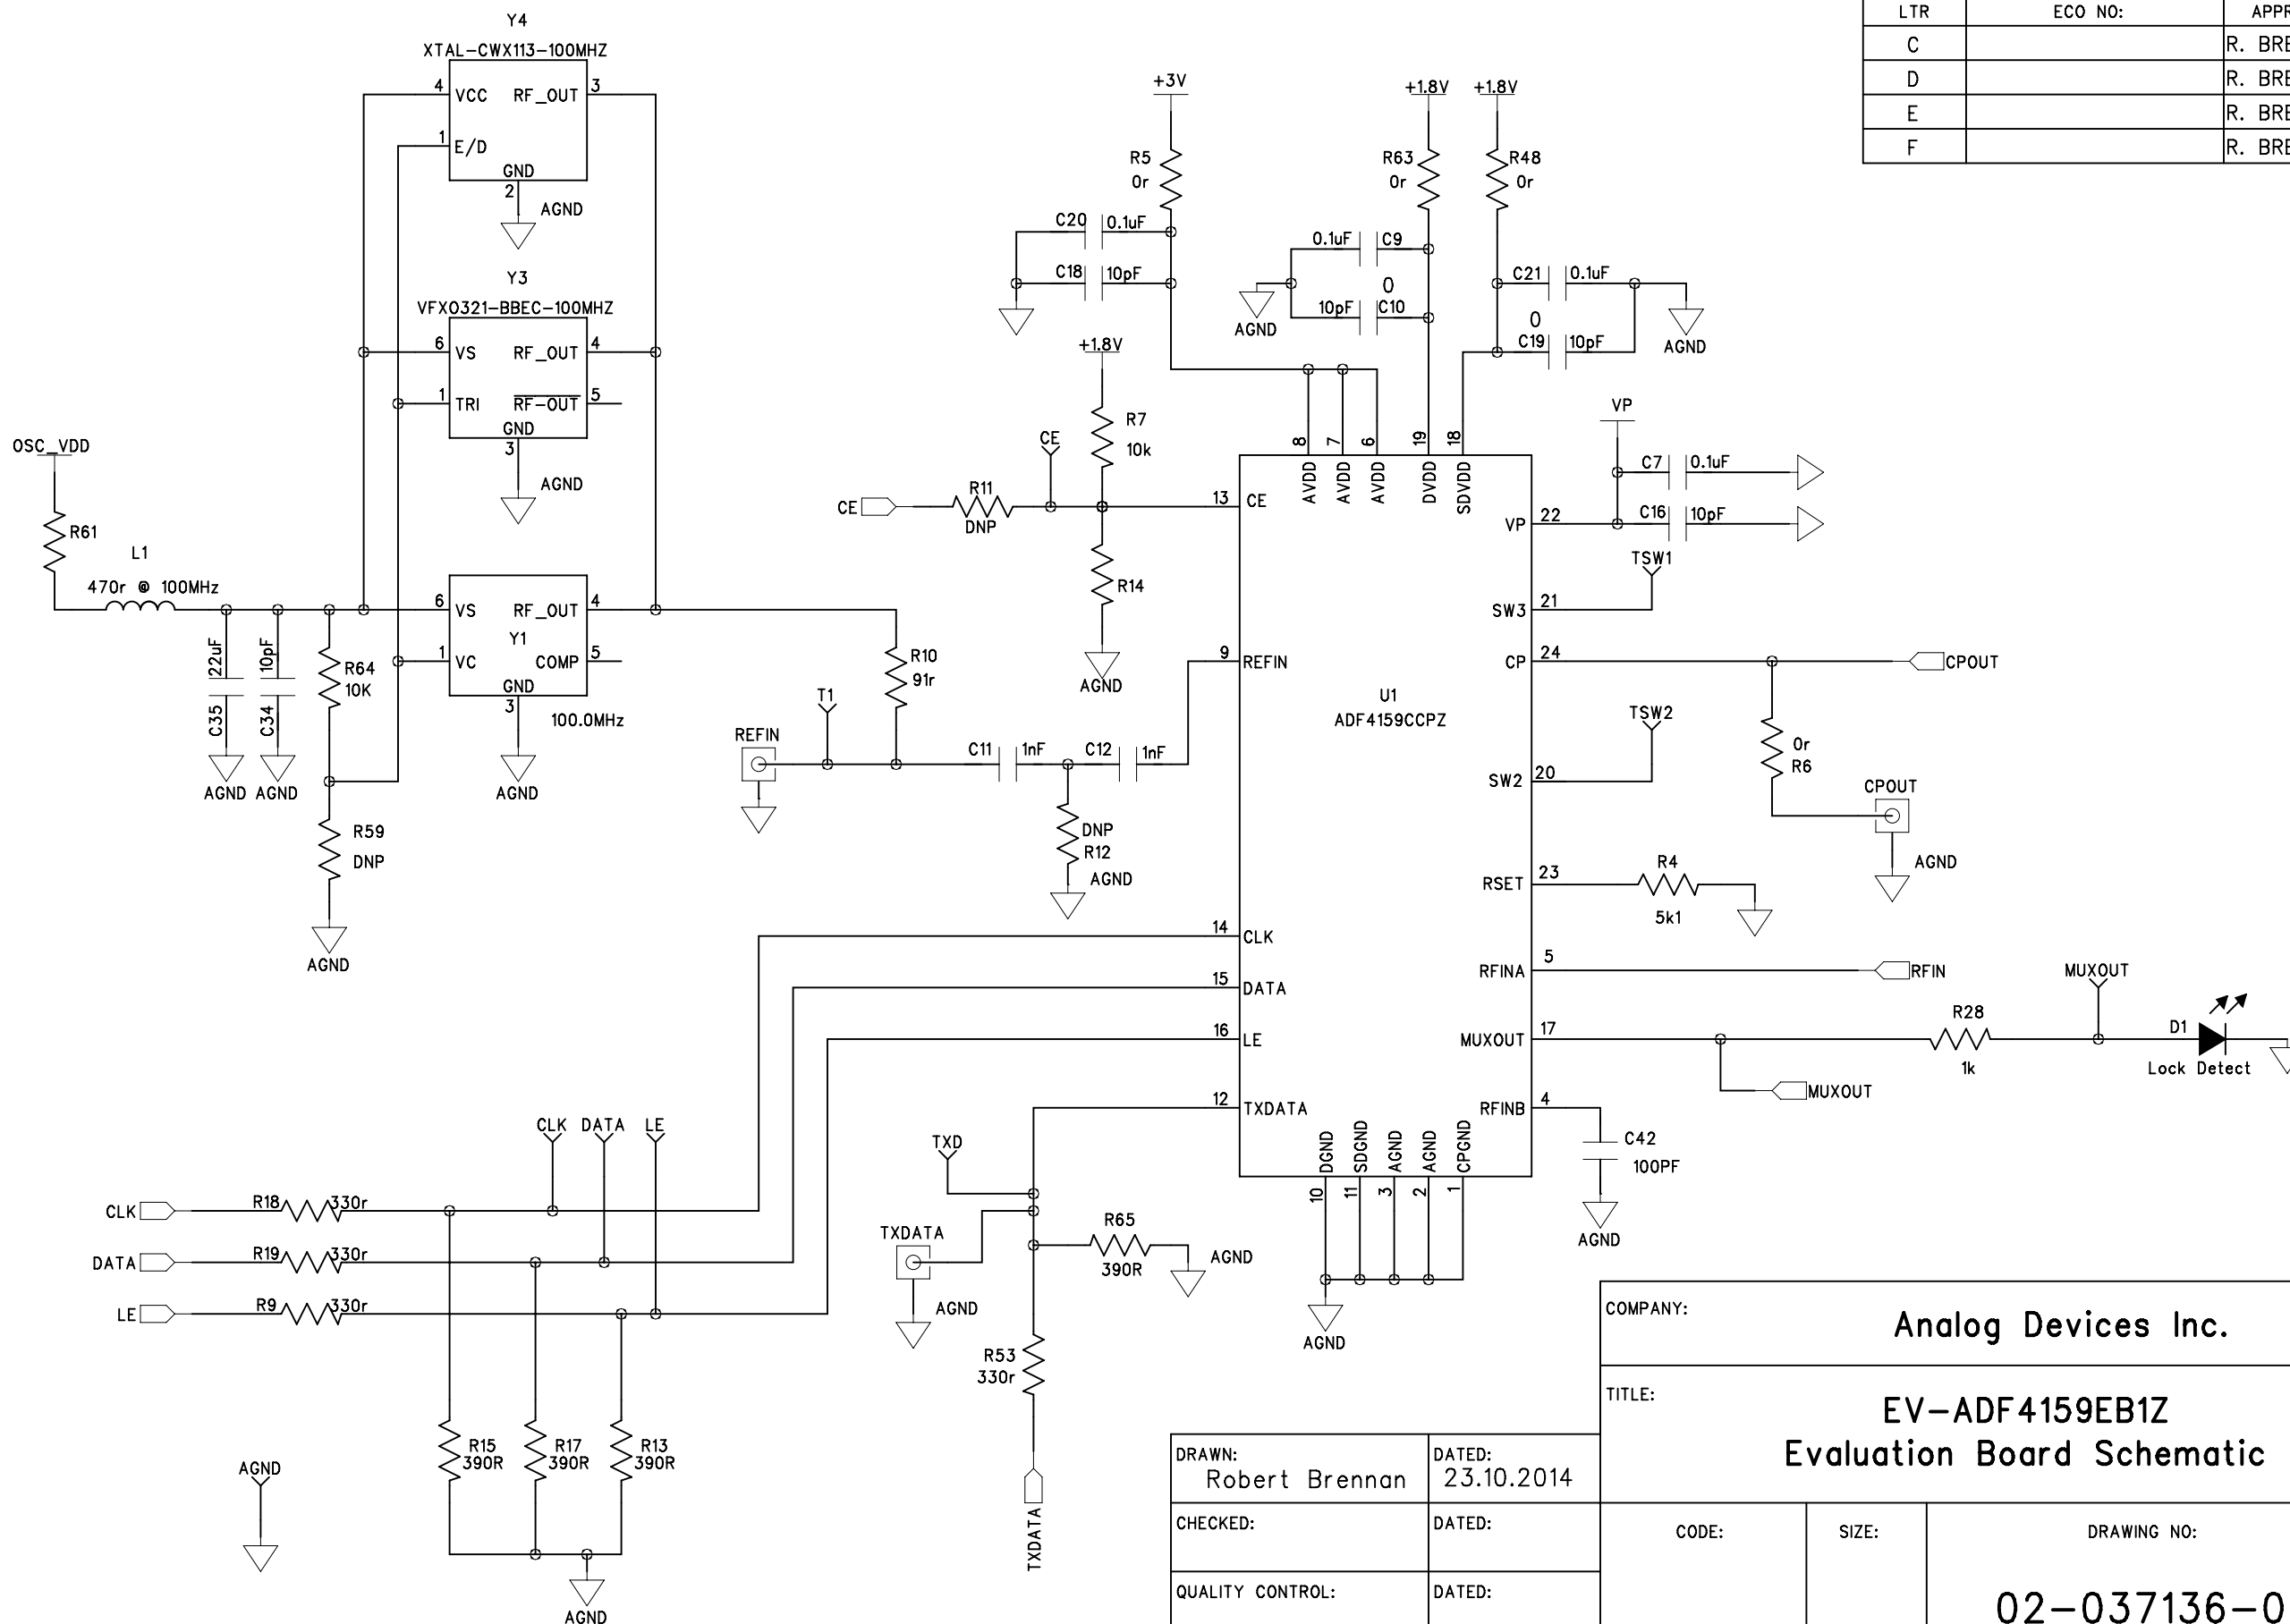 LTR ECO NO:
C
D
E
F
Y4
XTAL-CWX113-100MHZ
4 VCC RF_OUT 3
1 E/D
GND
2
AGND
Y3
VFXO321-BBEC-100MHZ
6 VS RF_OUT 4
1 TRI RF-OUT 5
GND
3
AGND
OSC_VDD
R61
L1
470r @ 100MHz
22uF
C35
10pF
C34
AGND AGND
R64
10K
R59
DNP
AGND
6 VS RF_OUT 4
Y1
1 VC COMP 5
GND
3
100.0MHz
AGND
+3V
R5
0r
C20 0.1uF
C18 10pF
+1.8V +1.8V
R63
0r
R48
0r
0.1uF C9
0
10pF C10
AGND
C21 0.1uF
0
C19 10pF
AGND
+1.8V
R7
10k
CE
CE
R11
DNP
R14
AGND
R10
91r
T1
REFIN
C11 1nF
C12 1nF
DNP
R12
AGND
13 CE
9 REFIN
14 CLK
15 DATA
16 LE
12 TXDATA
8 AVDD
7 AVDD
6 AVDD
19 DVDD
18 SDVDD
U1
ADF4159CCPZ
VP 22
SW3 21
CP 24
SW2 20
RSET 23
RFINA 5
MUXOUT 17
RFINB 4
DGND 10
SDGND 11
AGND 3
AGND 2
CPGND 1
AGND
VP
C7 0.1uF
C16 10pF
TSW1
CPOUT
TSW2
0r
R6
CPOUT
AGND
R4
5k1
RFIN
MUXOUT
R28
1k
D1
Lock Detect
MUXOUT
C42
100PF
AGND
CLK DATA LE
CLK R18 330r
DATA R19 330r
LE R9 330r
R15
390R
R17
390R
R13
390R
AGND
AGND
TXD
TXDATA
AGND
R65
390R
AGND
R53
330r
TXDATA
COMPANY:
Analog Devices Inc.
TITLE:
EV-ADF4159EB1Z
Evaluation Board Schematic
DRAWN:
Robert Brennan
DATED:
23.10.2014
CHECKED:
DATED:
QUALITY CONTROL:
DATED:
CODE:
SIZE:
DRAWING NO:
02-037136-0